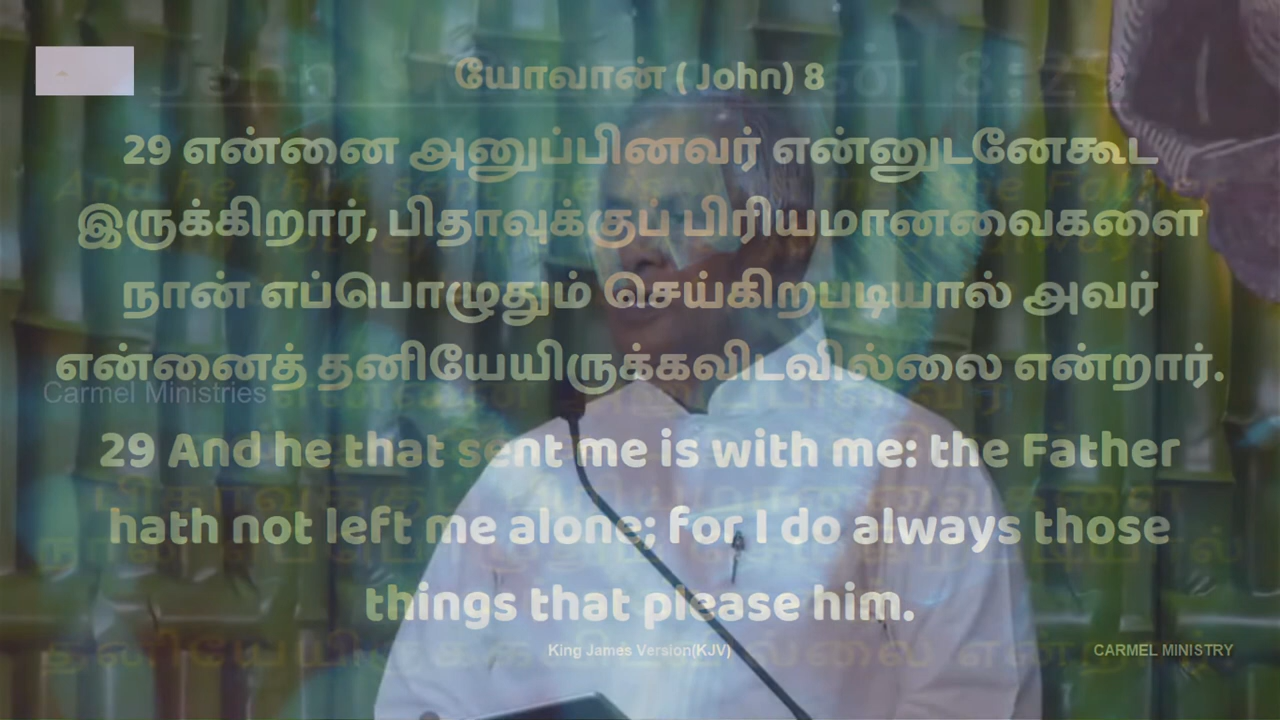 யோவான் ( John) 8
29 என்னை அனுப்பினவர் என்னுடனேகூட
இருக்கிறார், பிதாவுக்குப் பிரியமானவைகளை
நான் எப்பொழுதும் செய்கிறபடியால் அவர்
என்னைத் தனியேயிருக்கவிடவில்லை என்றார்.
Carmel Ministries
29 And he that sent me is with me: the Father
hath not left me alone; for I do always those
things that please him.
King James Version(KJV)
CARMEL MINISTRY